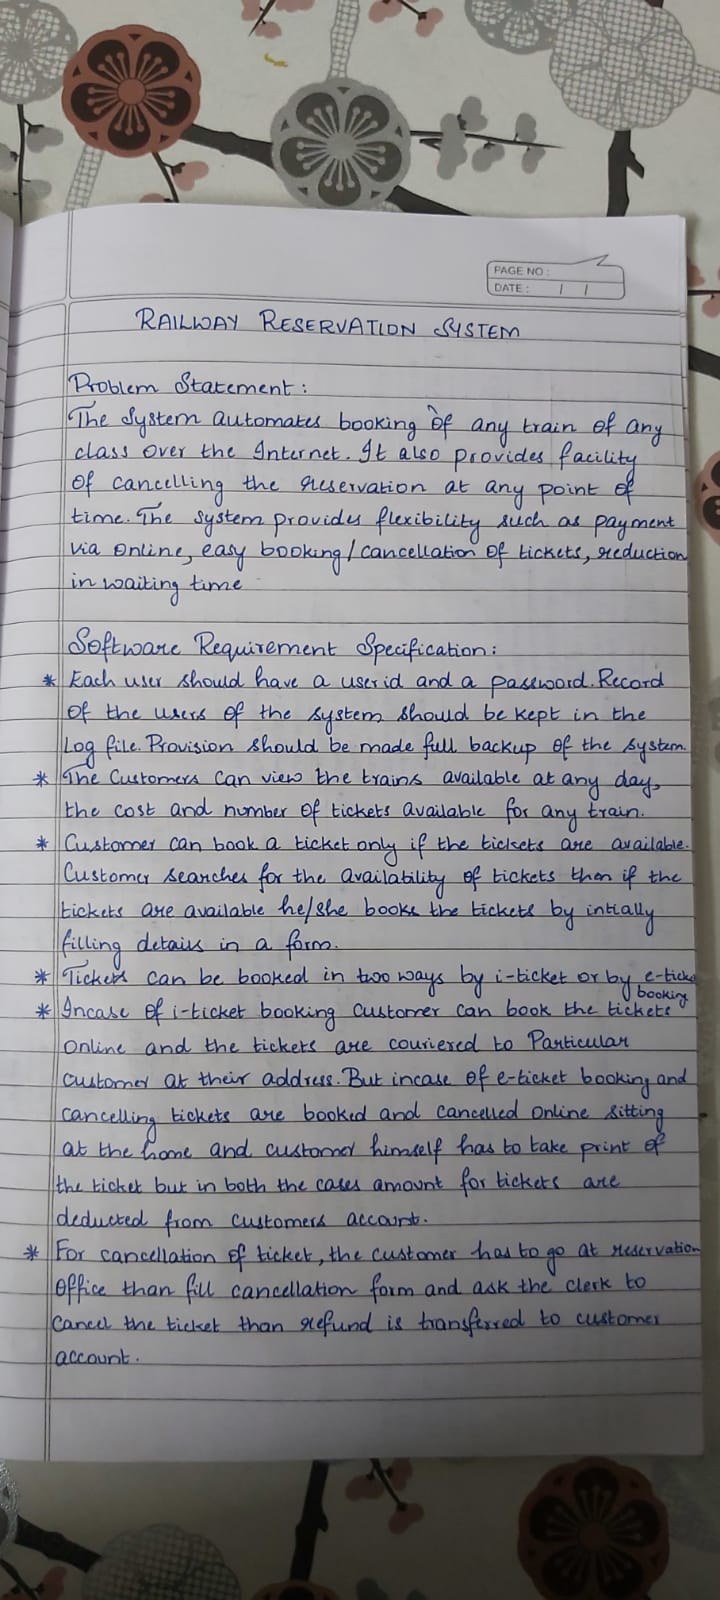 PAGE NO:
DATE: / /
RAILWAY RESERVATION SYSTEM
Problem Statement:
The System automates booking of any train of any
class over the Internet. It also provides facility
of cancelling the reservation at any point of
time. The system provides flexibility such as payment
via online, easy booking/cancellation of tickets, reduction
in waiting time
Software Requirement Specification:
* Each user should have a userid and a password. Record
of the users of the system should be kept in the
Log file. Provision should be made full backup of the system.
* The Customers can view the trains available at any day,
the cost and number of tickets available for any train.
* Customer can book a ticket only if the tickets are available.
Customer searches for the availability of tickets then if the
tickets are available he/she books the tickets by intially
filling details in a form.
* Tickets can be booked in two ways by i-ticket or by e-ticke
booking
* Incase of i-ticket booking customer can book the tickets
online and the tickets are couriered to Particular
customer at their address. But incase of e-ticket booking and
cancelling tickets are booked and cancelled online sitting
at the home and customer himself has to take print of
the ticket but in both the cases amount for tickets are
deducted from customers account.
* For cancellation of ticket, the customer has to go at reservation
office than fill cancellation form and ask the clerk to
cancel the ticket than refund is transferred to customer
account.